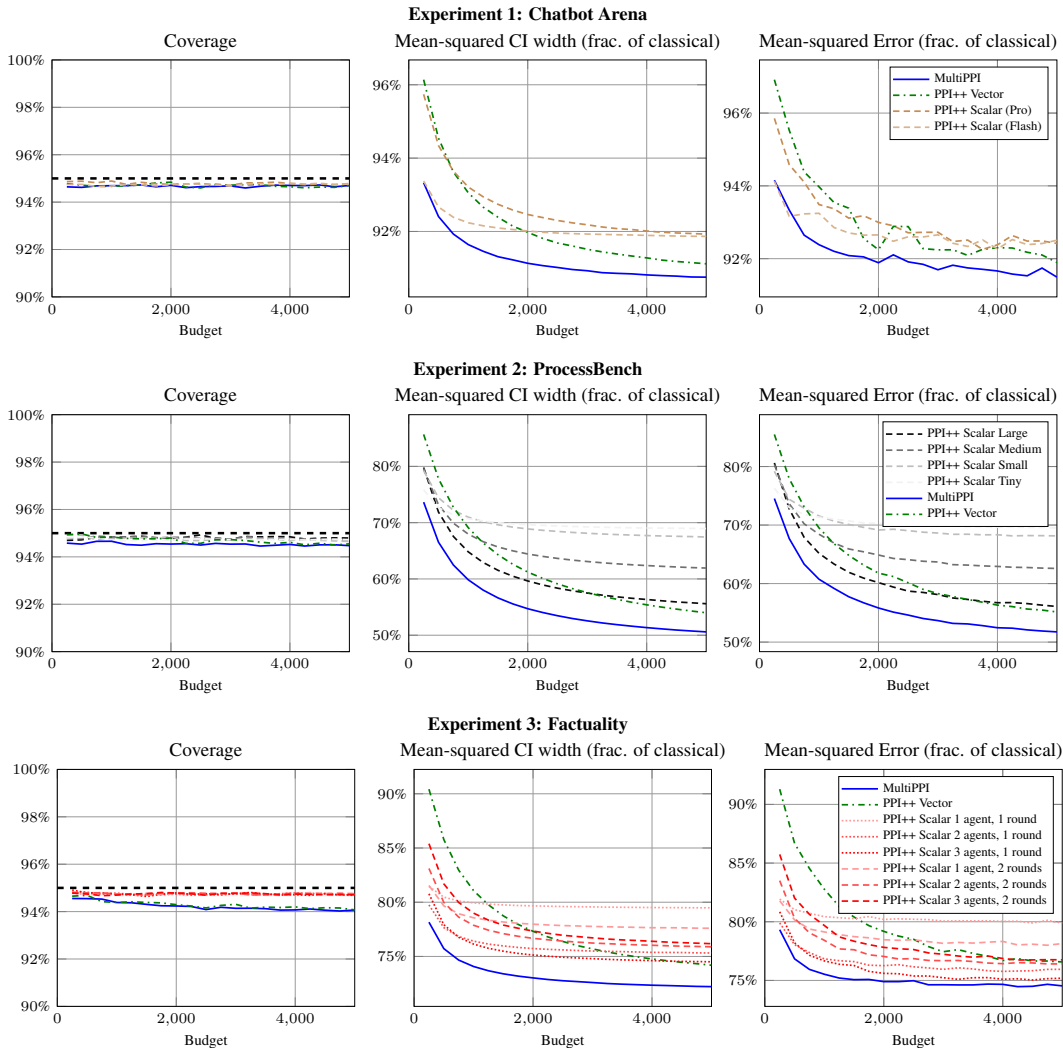 Experiment 1: Chatbot Arena
Coverage
Mean-squared CI width (frac. of classical)
Mean-squared Error (frac. of classical)
100%
98%
96%
94%
92%
90%
0
2,000
4,000
Budget
96%
94%
92%
0
2,000
4,000
Budget
96%
94%
92%
0
2,000
4,000
Budget
MultiPPI
PPI++ Vector
PPI++ Scalar (Pro)
PPI++ Scalar (Flash)
Experiment 2: ProcessBench
Coverage
Mean-squared CI width (frac. of classical)
Mean-squared Error (frac. of classical)
100%
98%
96%
94%
92%
90%
0
2,000
4,000
Budget
80%
70%
60%
50%
0
2,000
4,000
Budget
80%
70%
60%
50%
0
2,000
4,000
Budget
PPI++ Scalar Large
PPI++ Scalar Medium
PPI++ Scalar Small
PPI++ Scalar Tiny
MultiPPI
PPI++ Vector
Experiment 3: Factuality
Coverage
Mean-squared CI width (frac. of classical)
Mean-squared Error (frac. of classical)
100%
98%
96%
94%
92%
90%
0
2,000
4,000
Budget
90%
85%
80%
75%
0
2,000
4,000
Budget
90%
85%
80%
75%
0
2,000
4,000
Budget
MultiPPI
PPI++ Vector
PPI++ Scalar 1 agent, 1 round
PPI++ Scalar 2 agents, 1 round
PPI++ Scalar 3 agents, 1 round
PPI++ Scalar 1 agent, 2 rounds
PPI++ Scalar 2 agents, 2 rounds
PPI++ Scalar 3 agents, 2 rounds